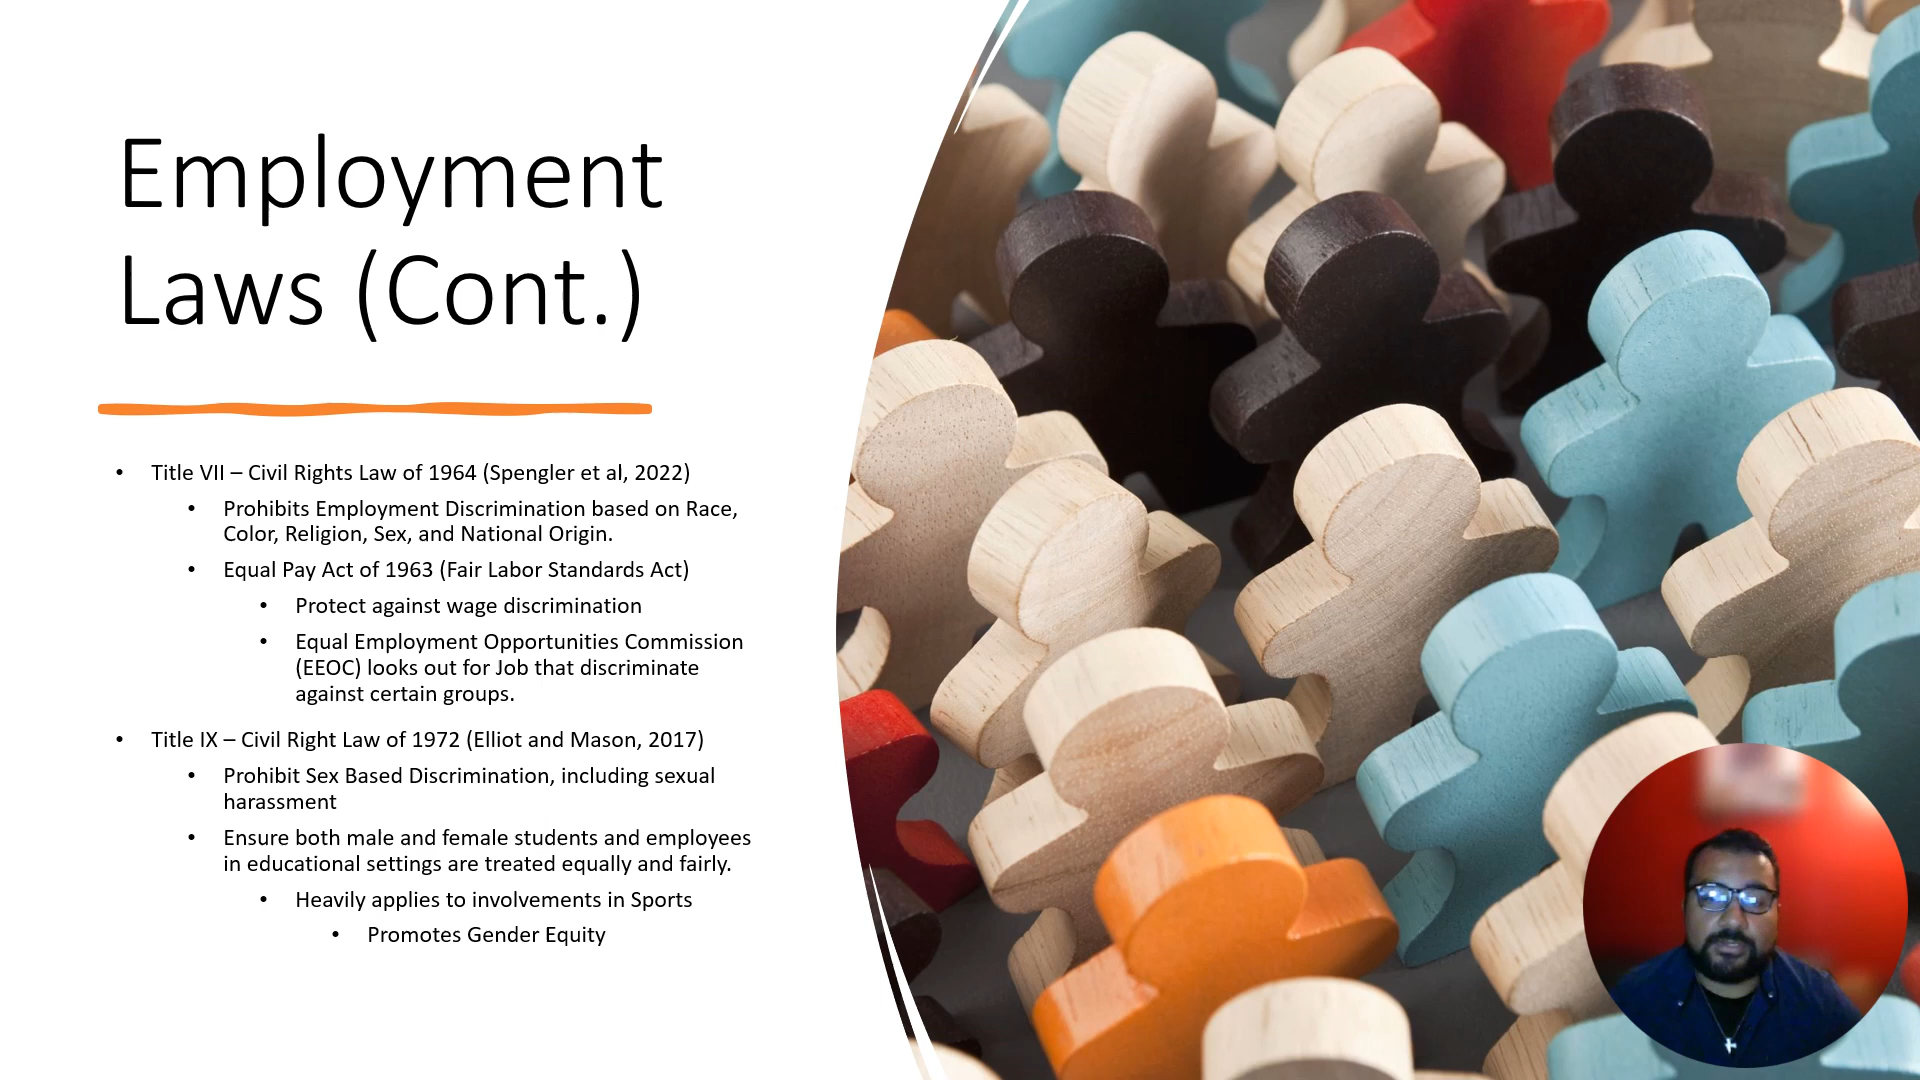 Employment
Laws (Cont.)
• Title VII – Civil Rights Law of 1964 (Spengler et al, 2022)
• Prohibits Employment Discrimination based on Race,
Color, Religion, Sex, and National Origin.
• Equal Pay Act of 1963 (Fair Labor Standards Act)
• Protect against wage discrimination
• Equal Employment Opportunities Commission
(EEOC) looks out for Job that discriminate
against certain groups.
• Title IX – Civil Right Law of 1972 (Elliot and Mason, 2017)
• Prohibit Sex Based Discrimination, including sexual
harassment
• Ensure both male and female students and employees
in educational settings are treated equally and fairly.
• Heavily applies to involvements in Sports
• Promotes Gender Equity